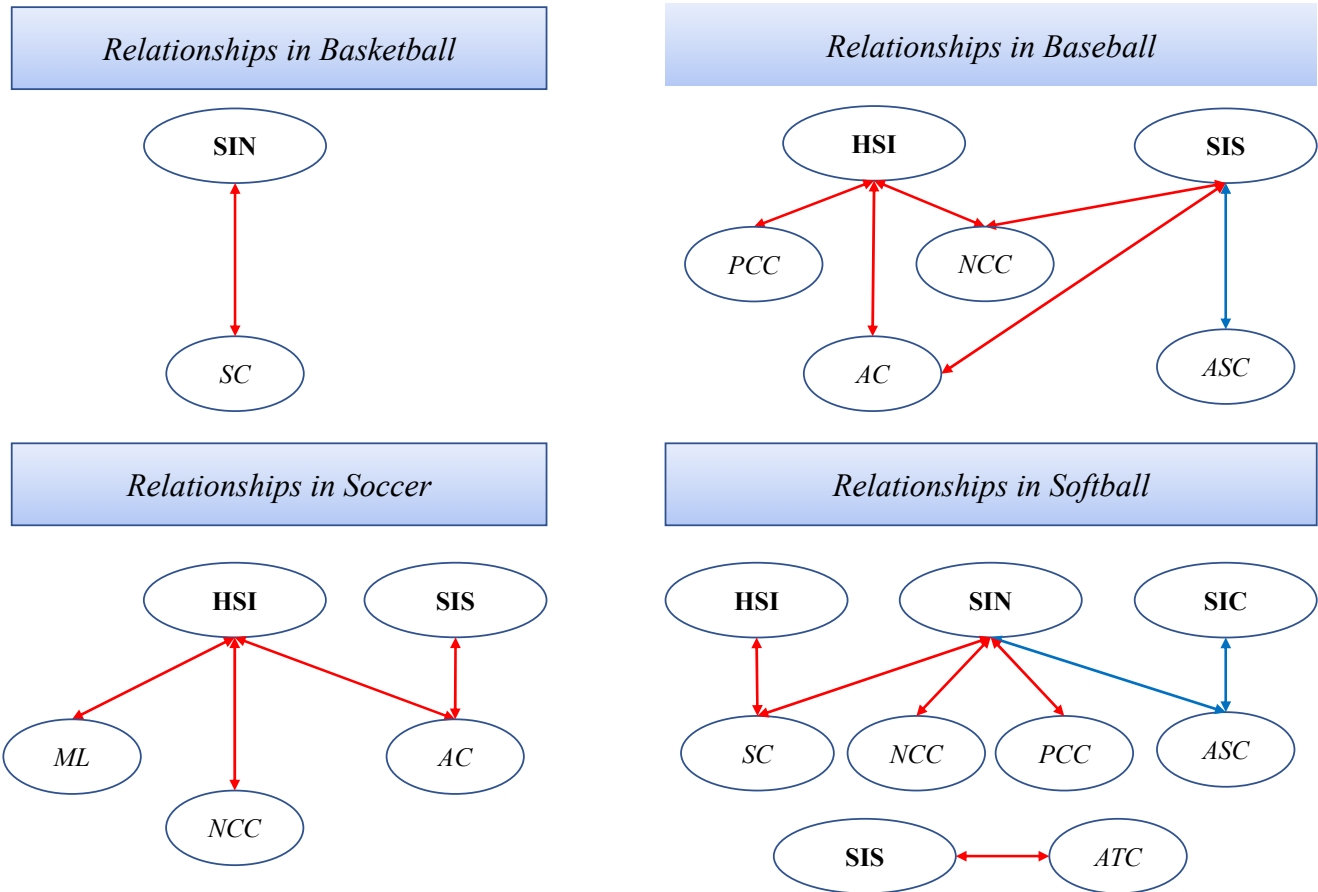 Relationships in Basketball
SIN
SC
Relationships in Baseball
HSI
SIS
PCC
NCC
AC
ASC
Relationships in Soccer
HSI
SIS
ML
AC
NCC
Relationships in Softball
HSI
SIN
SIC
SC
NCC
PCC
ASC
SIS
ATC